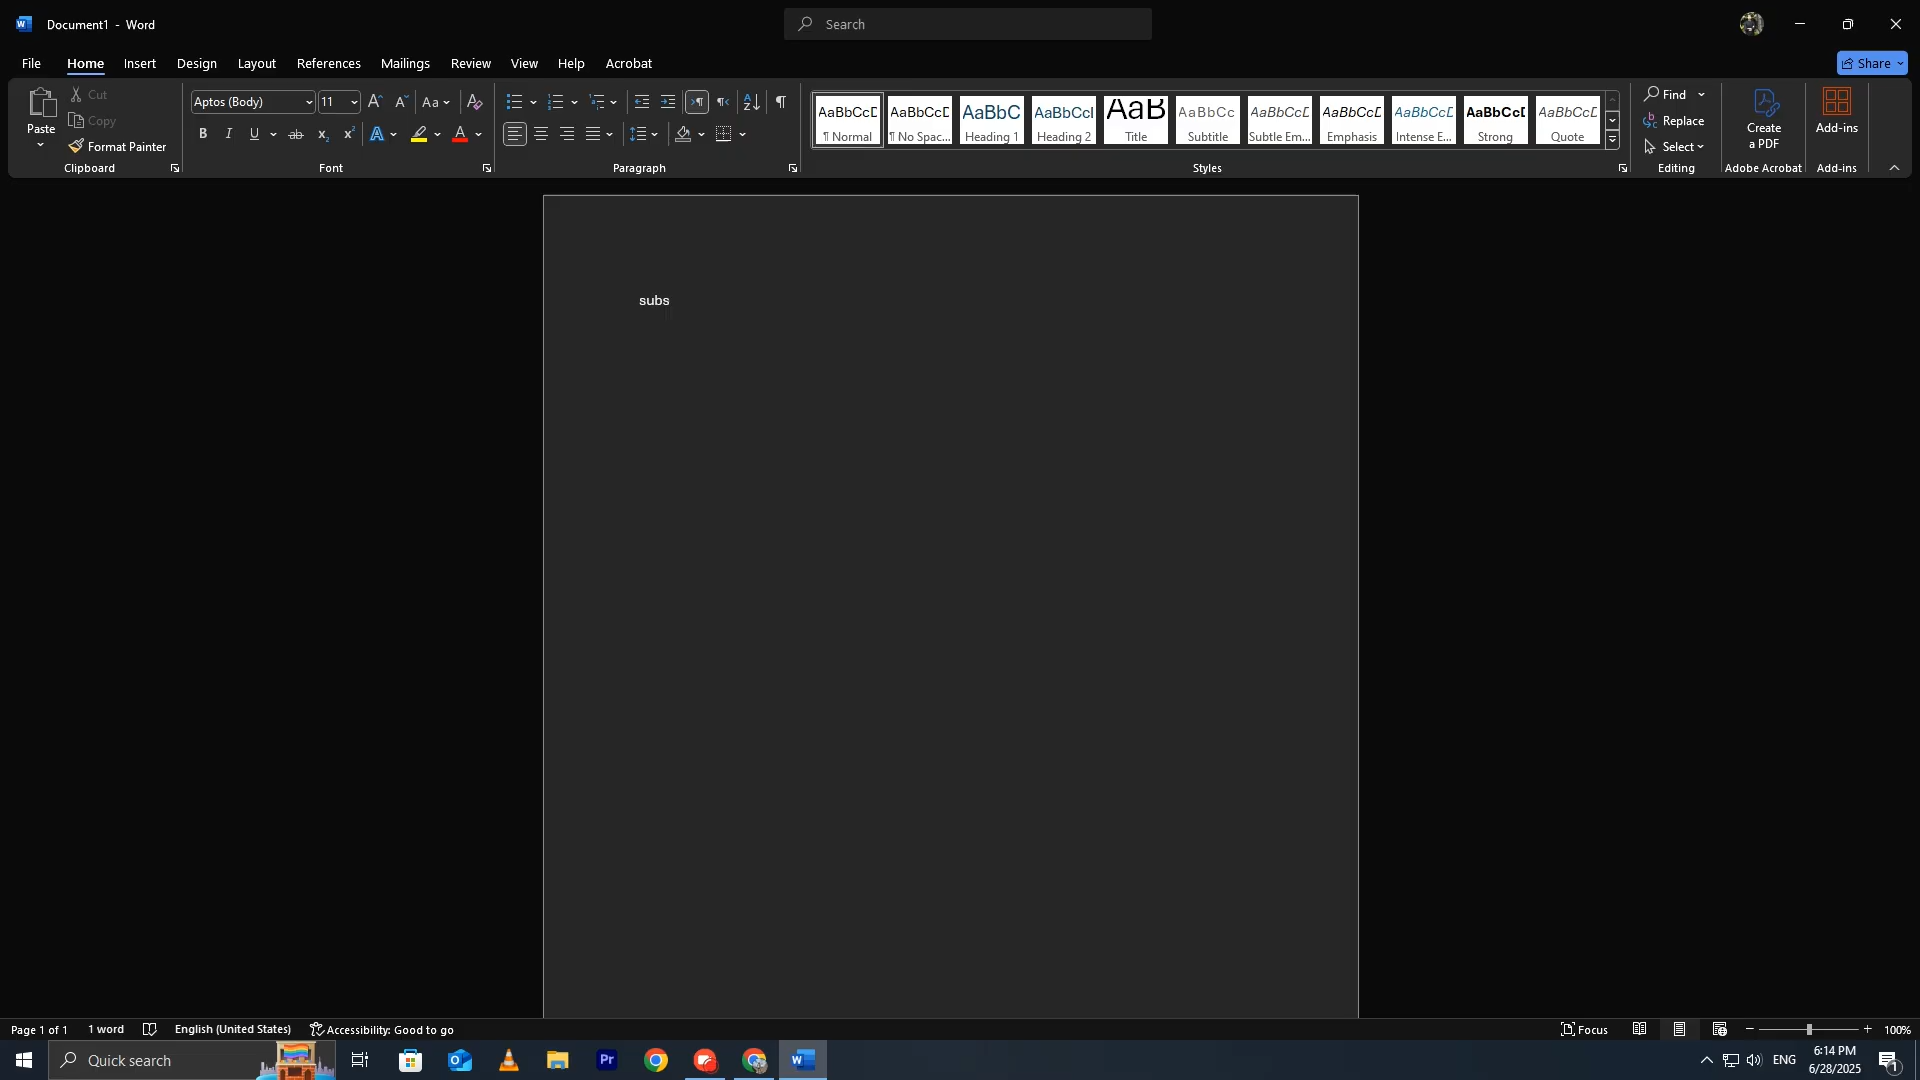 Document1 - Word
Search
File Home Insert Design Layout References Mailings Review View Help Acrobat
Share
Paste
Cut
Copy
Format Painter
Clipboard
Aptos (Body) 11
Font
Paragraph
AaBbCcD AaBbCcD AaBbC AaBbCcI AaB AaBbCc AaBbCcD AaBbCcD AaBbCcD AaBbCcD AaBbCcD
¶ Normal ¶ No Spac... Heading 1 Heading 2 Title Subtitle Subtle Em... Emphasis Intense E... Strong Quote
Styles
Find
Replace
Select
Editing
Create
a PDF
Adobe Acrobat
Add-ins
Add-ins
subs
Page 1 of 1 1 word English (United States) Accessibility: Good to go
Focus 100%
Quick search
Pr
ENG
6:14 PM
6/28/2025
1